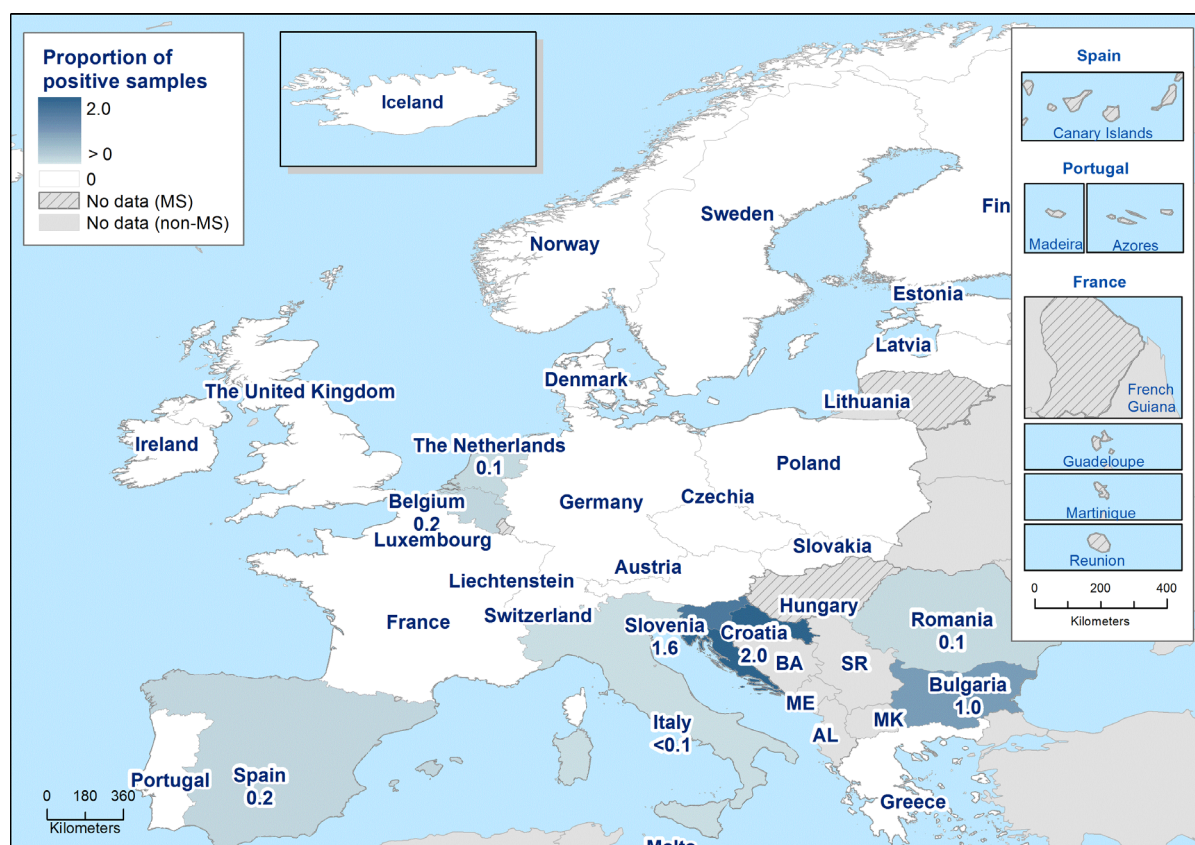 Proportion of
positive samples
2.0
> 0
0
No data (MS)
No data (non-MS)
Iceland
Spain
Canary Islands
Portugal
Madeira
Azores
France
French
Guiana
Guadeloupe
Martinique
Reunion
0 200 400
Kilometers
Norway
Sweden
Fin
Estonia
Latvia
Lithuania
Denmark
The United Kingdom
Ireland
The Netherlands
0.1
Belgium
0.2
Luxembourg
Germany
Poland
Czechia
Slovakia
Austria
Liechtenstein
Switzerland
France
Hungary
Slovenia
1.6
Croatia
2.0
BA
SR
Romania
0.1
Bulgaria
1.0
ME
MK
AL
Italy
<0.1
Portugal
Spain
0.2
Greece
0 180 360
Kilometers
Malta